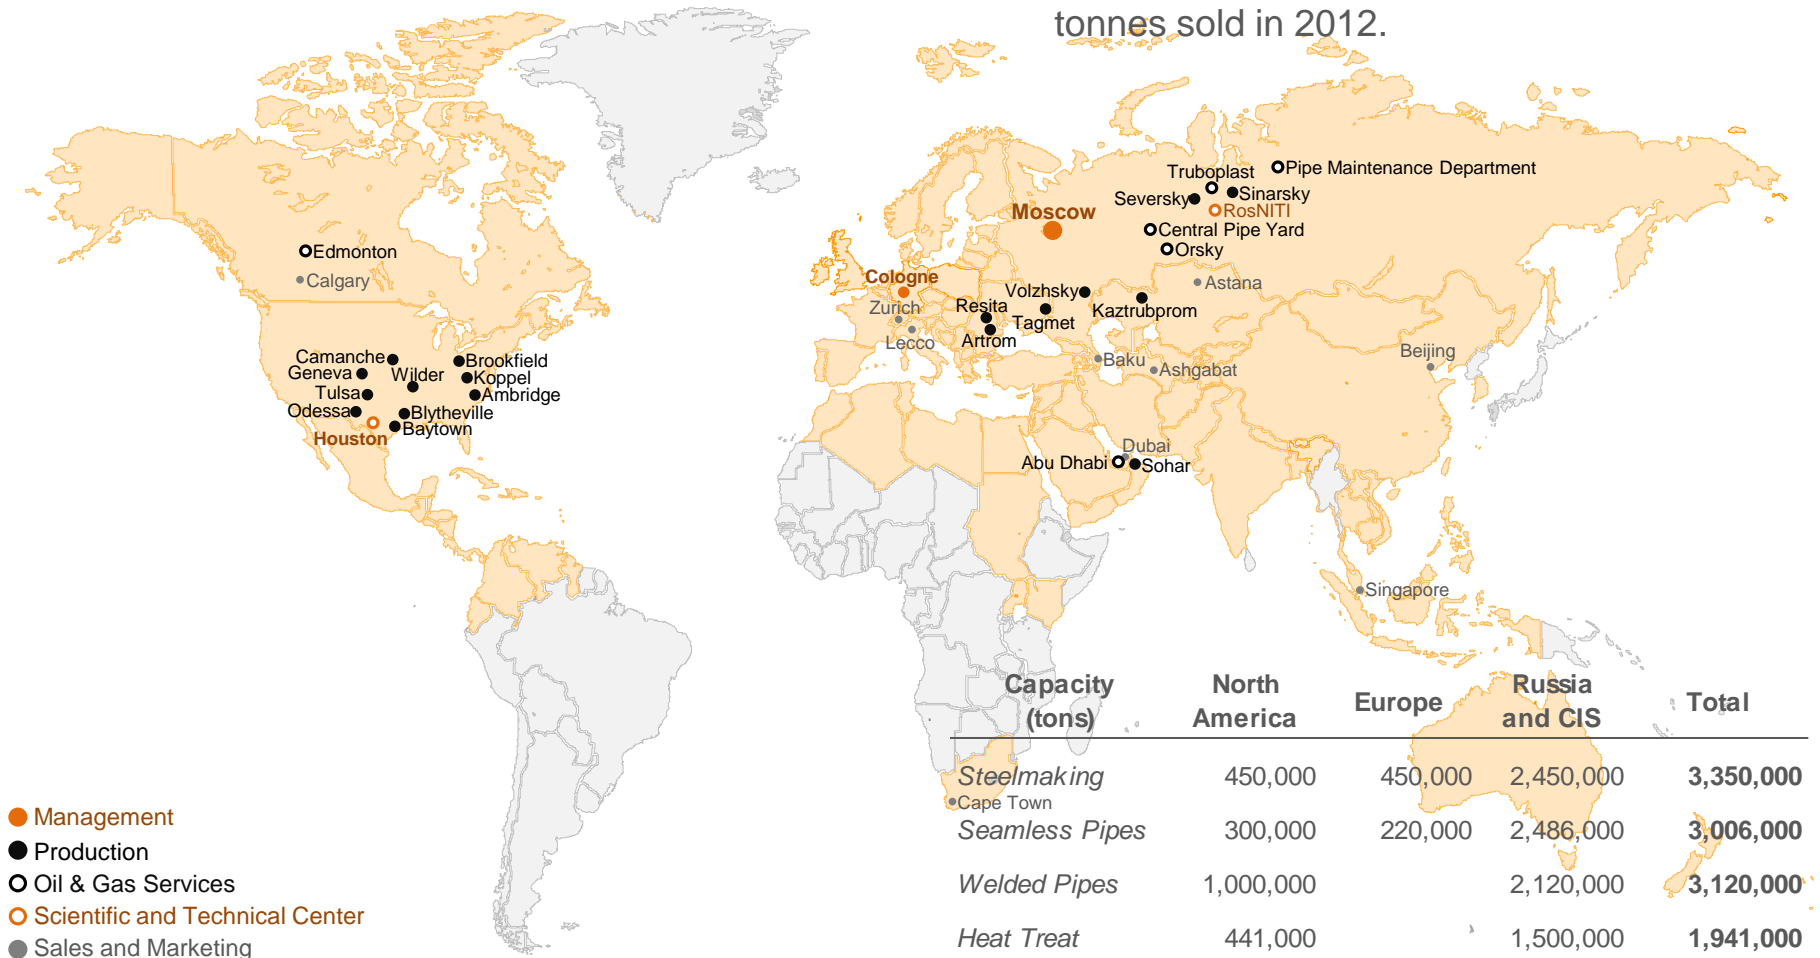 tonnes sold in 2012.
Pipe Maintenance Department
Truboplast
Seversky
Sinarsky
RosNITI
Moscow
Central Pipe Yard
Orsky
Edmonton
Calgary
Cologne
Astana
Volzhsky
Zurich
Resita
Kaztrubprom
Tagmet
Lecco
Artrom
Baku
Ashgabat
Beijing
Camanche
Brookfield
Geneva
Wilder
Koppel
Tulsa
Ambridge
Odessa
Blytheville
Baytown
Houston
Dubai
Abu Dhabi
Sohar
Singapore
Cape Town
Capacity (tons) North America Europe Russia and CIS Total
Steelmaking 450,000 450,000 2,450,000 3,350,000
Seamless Pipes 300,000 220,000 2,486,000 3,006,000
Welded Pipes 1,000,000 2,120,000 3,120,000
Heat Treat 441,000 1,500,000 1,941,000
Management
Production
Oil & Gas Services
Scientific and Technical Center
Sales and Marketing